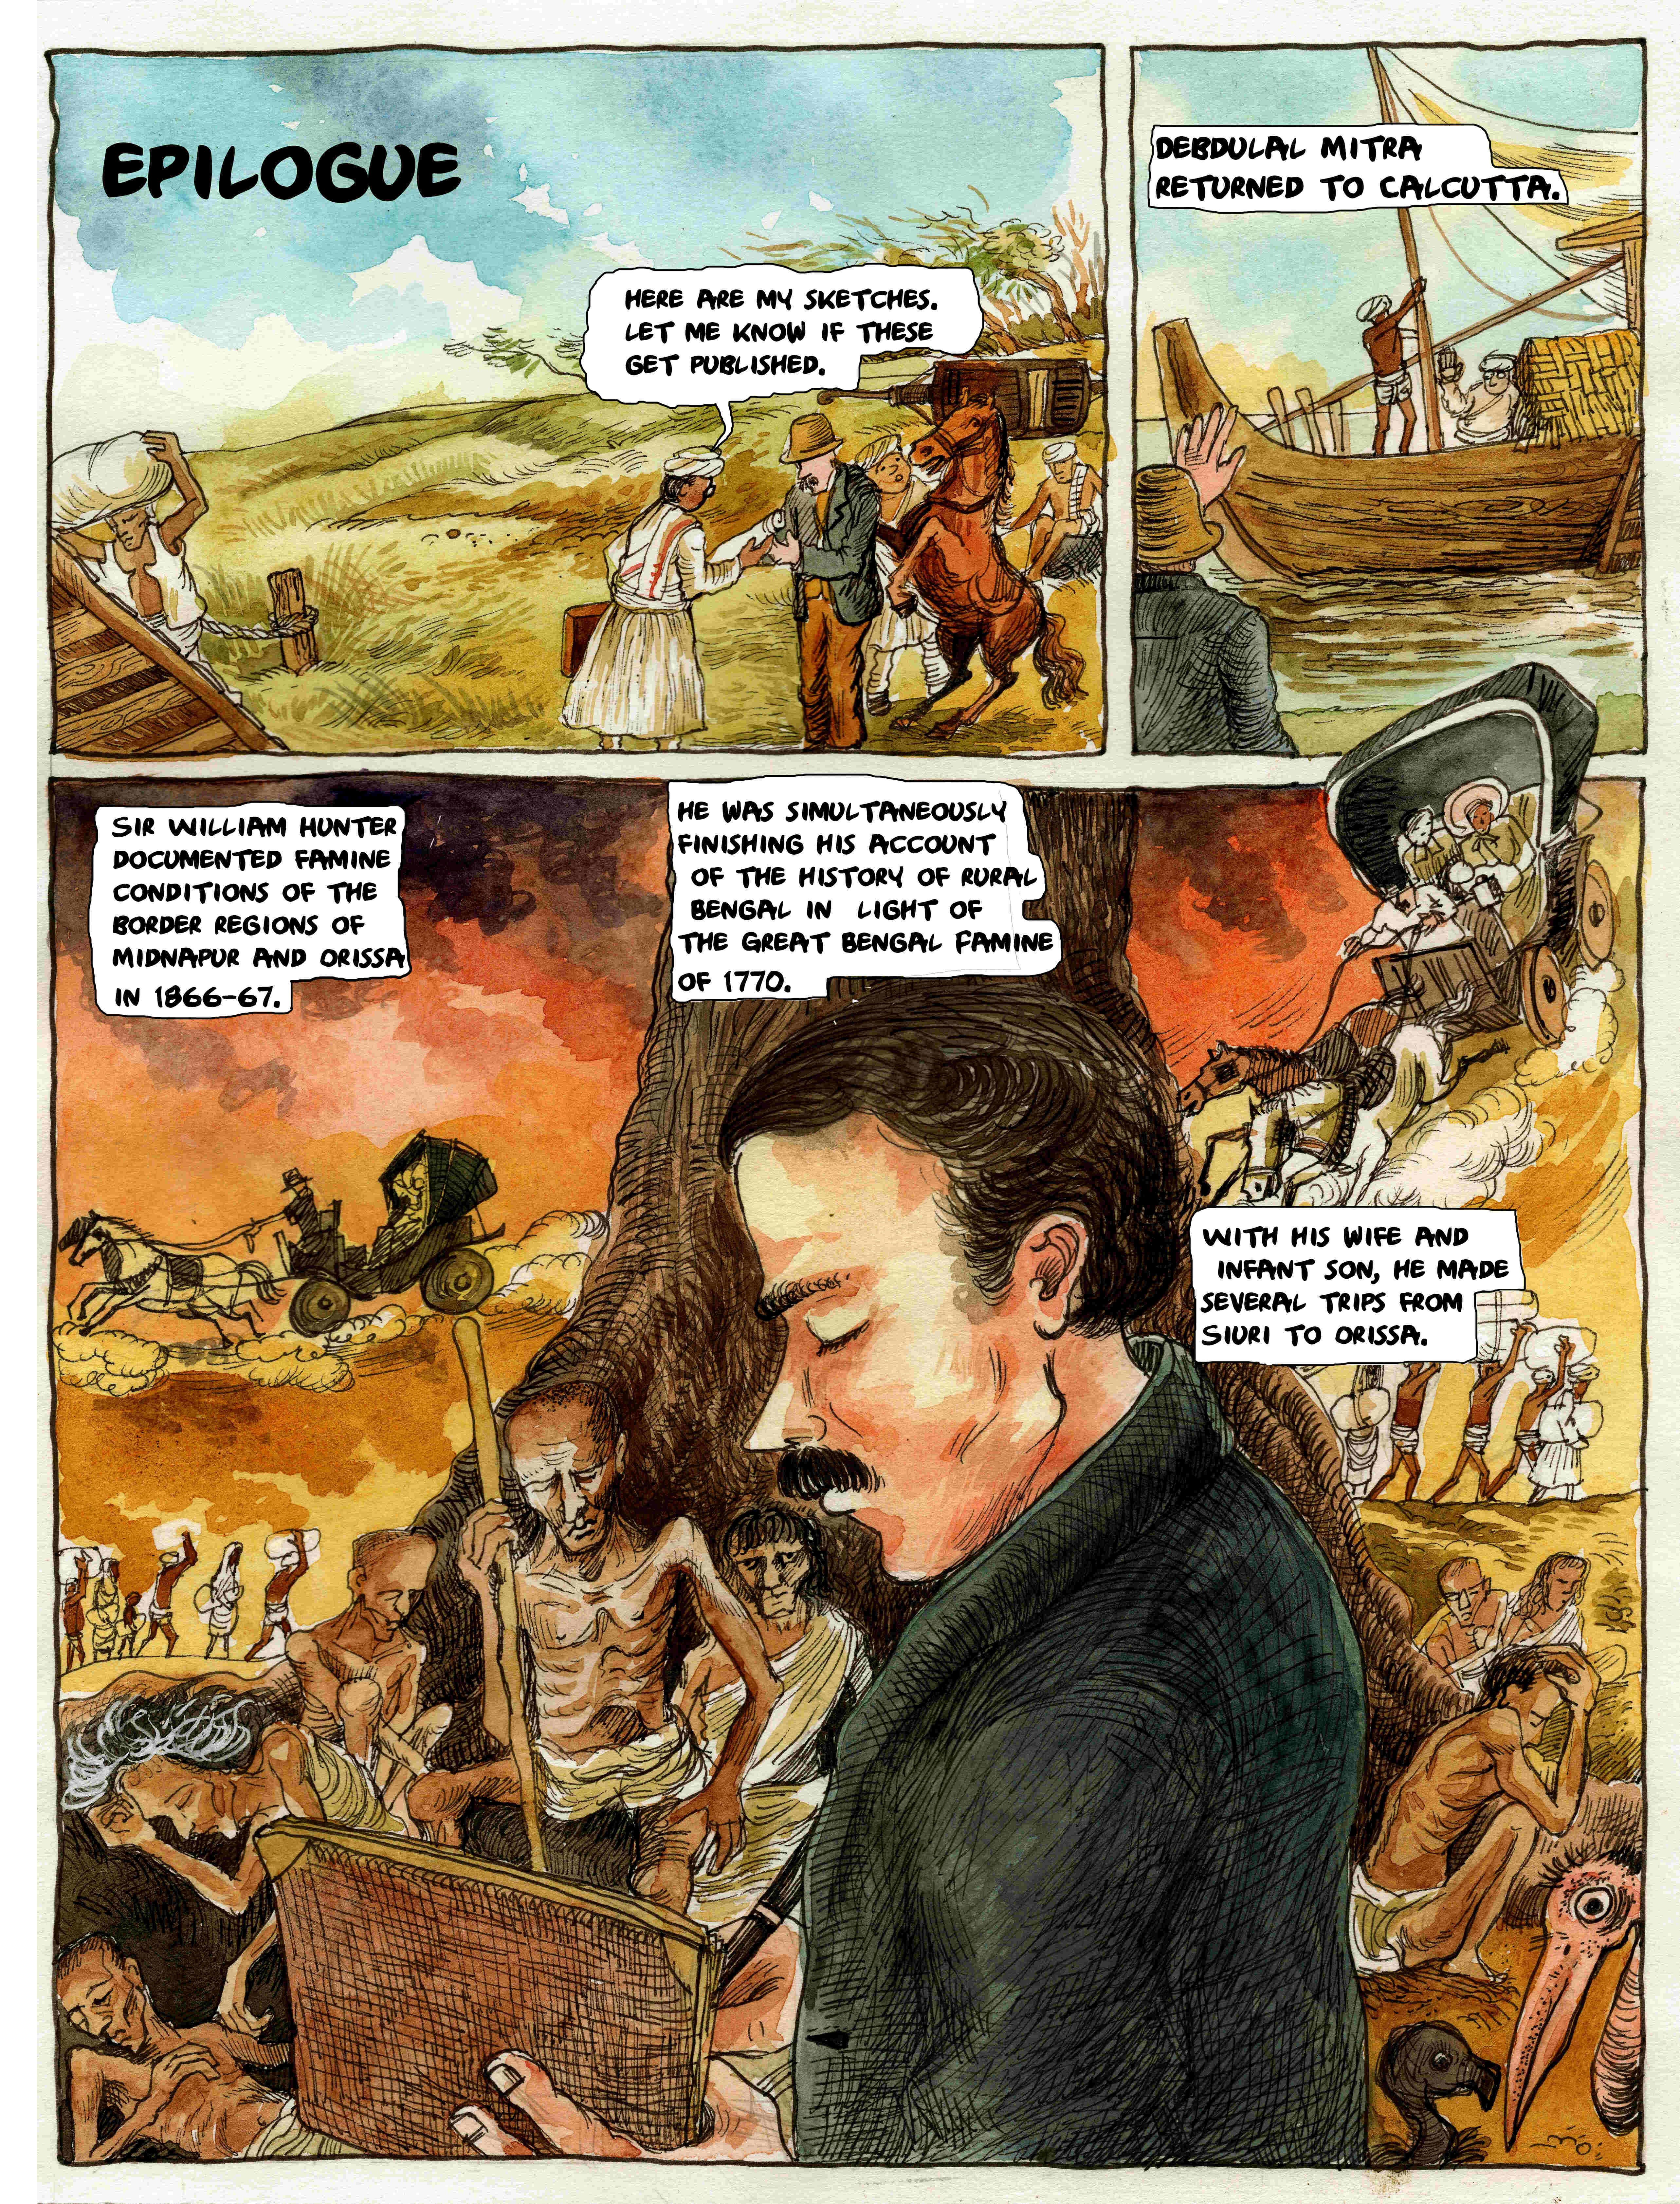 EPILOGUE
HERE ARE MY SKETCHES.
LET ME KNOW IF THESE
GET PUBLISHED.
DEBDULAL MITRA
RETURNED TO CALCUTTA.
SIR WILLIAM HUNTER
DOCUMENTED FAMINE
CONDITIONS OF THE
BORDER REGIONS OF
MIDNAPUR AND ORISSA
IN 1866-67.
HE WAS SIMULTANEOUSLY
FINISHING HIS ACCOUNT
OF THE HISTORY OF RURAL
BENGAL IN LIGHT OF
THE GREAT BENGAL FAMINE
OF 1770.
WITH HIS WIFE AND
INFANT SON, HE MADE
SEVERAL TRIPS FROM
SIURI TO ORISSA.